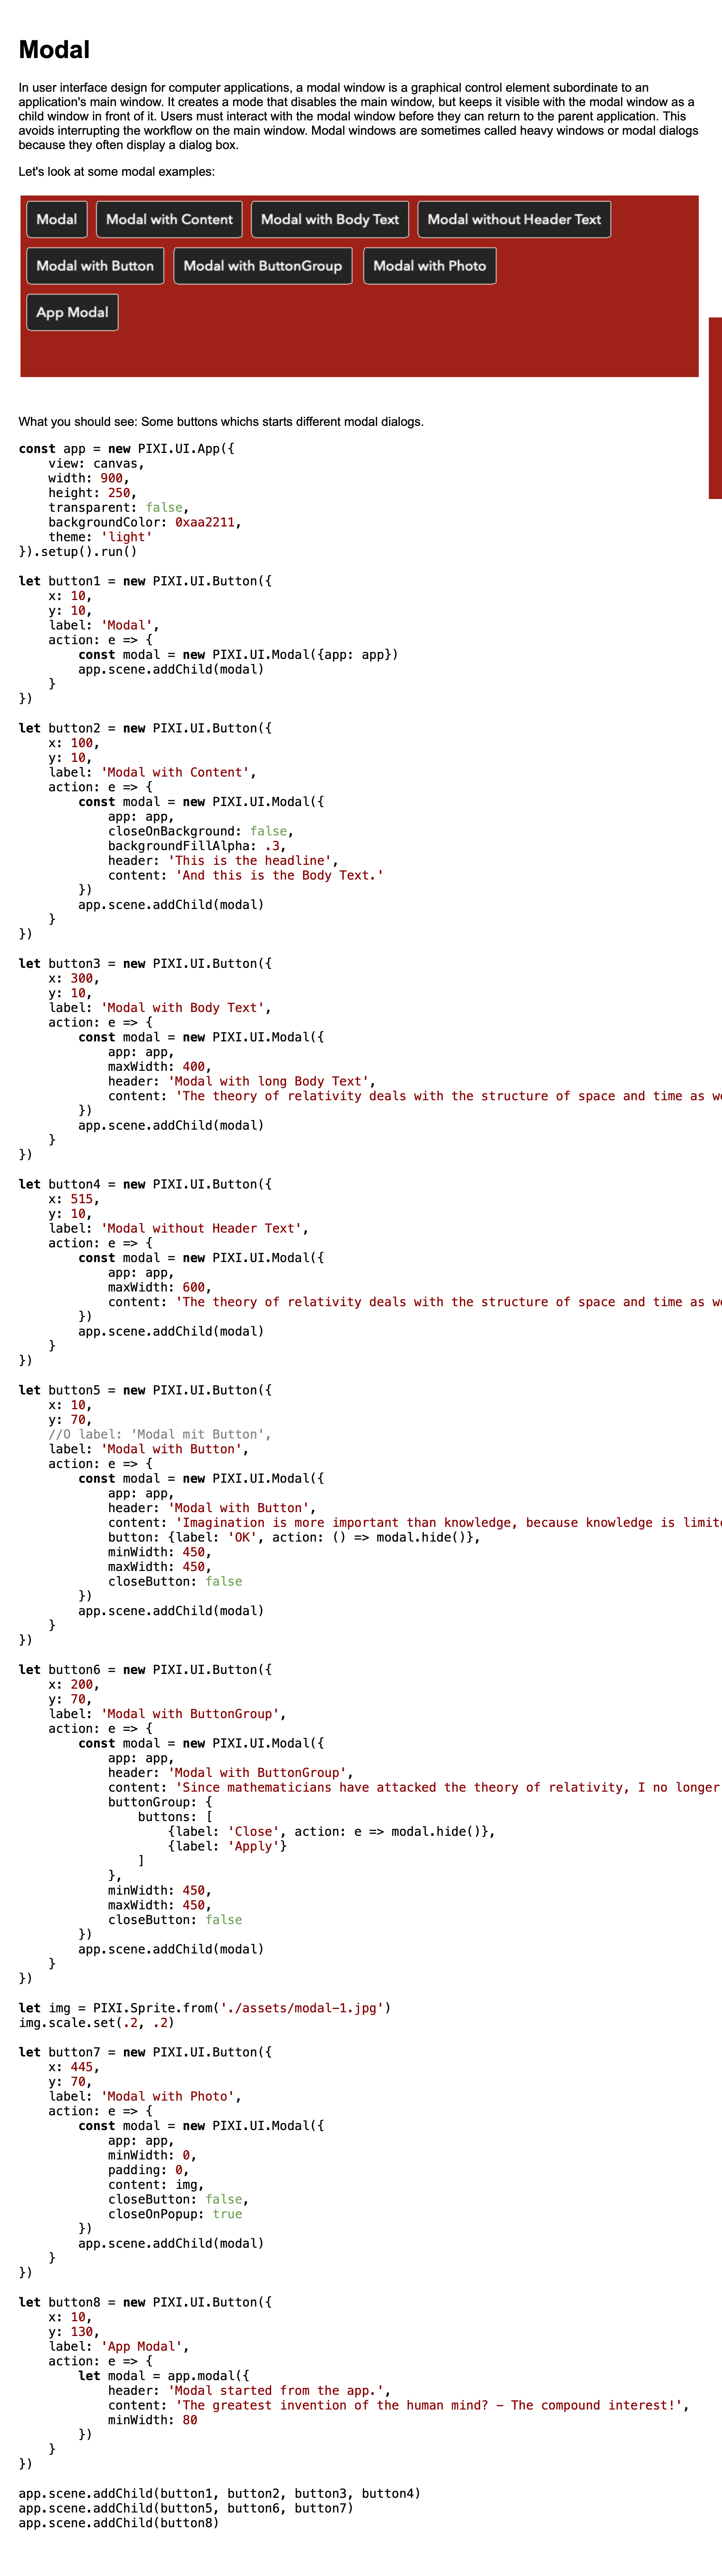 Modal
In user interface design for computer applications, a modal window is a graphical control element subordinate to an
application's main window. It creates a mode that disables the main window, but keeps it visible with the modal window as a
child window in front of it. Users must interact with the modal window before they can return to the parent application. This
avoids interrupting the workflow on the main window. Modal windows are sometimes called heavy windows or modal dialogs
because they often display a dialog box.
Let's look at some modal examples:
Modal Modal with Content Modal with Body Text Modal without Header Text
Modal with Button Modal with ButtonGroup Modal with Photo
App Modal
What you should see: Some buttons whichs starts different modal dialogs.
const app = new PIXI.UI.App({
    view: canvas,
    width: 900,
    height: 250,
    transparent: false,
    backgroundColor: 0xaa2211,
    theme: 'light'
}).setup().run()
let button1 = new PIXI.UI.Button({
    x: 10,
    y: 10,
    label: 'Modal',
    action: e => {
        const modal = new PIXI.UI.Modal({app: app})
        app.scene.addChild(modal)
    }
})
let button2 = new PIXI.UI.Button({
    x: 100,
    y: 10,
    label: 'Modal with Content',
    action: e => {
        const modal = new PIXI.UI.Modal({
            app: app,
            closeOnBackground: false,
            backgroundFillAlpha: .3,
            header: 'This is the headline',
            content: 'And this is the Body Text.'
        })
        app.scene.addChild(modal)
    }
})
let button3 = new PIXI.UI.Button({
    x: 300,
    y: 10,
    label: 'Modal with Body Text',
    action: e => {
        const modal = new PIXI.UI.Modal({
            app: app,
            maxWidth: 400,
            header: 'Modal with long Body Text',
            content: 'The theory of relativity deals with the structure of space and time as
        })
        app.scene.addChild(modal)
    }
})
let button4 = new PIXI.UI.Button({
    x: 515,
    y: 10,
    label: 'Modal without Header Text',
    action: e => {
        const modal = new PIXI.UI.Modal({
            app: app,
            maxWidth: 600,
            content: 'The theory of relativity deals with the structure of space and time as
        })
        app.scene.addChild(modal)
    }
})
let button5 = new PIXI.UI.Button({
    x: 10,
    y: 70,
    //O label: 'Modal mit Button',
    label: 'Modal with Button',
    action: e => {
        const modal = new PIXI.UI.Modal({
            app: app,
            header: 'Modal with Button',
            content: 'Imagination is more important than knowledge, because knowledge is
            button: {label: 'OK', action: () => modal.hide()},
            minWidth: 450,
            maxWidth: 450,
            closeButton: false
        })
        app.scene.addChild(modal)
    }
})
let button6 = new PIXI.UI.Button({
    x: 200,
    y: 70,
    label: 'Modal with ButtonGroup',
    action: e => {
        const modal = new PIXI.UI.Modal({
            app: app,
            header: 'Modal with ButtonGroup',
            content: 'Since mathematicians have attacked the theory of relativity, I no longer
            buttonGroup: {
                buttons: [
                    {label: 'Close', action: e => modal.hide()},
                    {label: 'Apply'}
                ]
            },
            minWidth: 450,
            maxWidth: 450,
            closeButton: false
        })
        app.scene.addChild(modal)
    }
})
let img = PIXI.Sprite.from('./assets/modal-1.jpg')
img.scale.set(.2, .2)
let button7 = new PIXI.UI.Button({
    x: 445,
    y: 70,
    label: 'Modal with Photo',
    action: e => {
        const modal = new PIXI.UI.Modal({
            app: app,
            minWidth: 0,
            padding: 0,
            content: img,
            closeButton: false,
            closeOnPopup: true
        })
        app.scene.addChild(modal)
    }
})
let button8 = new PIXI.UI.Button({
    x: 10,
    y: 130,
    label: 'App Modal',
    action: e => {
        let modal = app.modal({
            header: 'Modal started from the app.',
            content: 'The greatest invention of the human mind? – The compound interest!',
            minWidth: 80
        })
    }
})
app.scene.addChild(button1, button2, button3, button4)
app.scene.addChild(button5, button6, button7)
app.scene.addChild(button8)